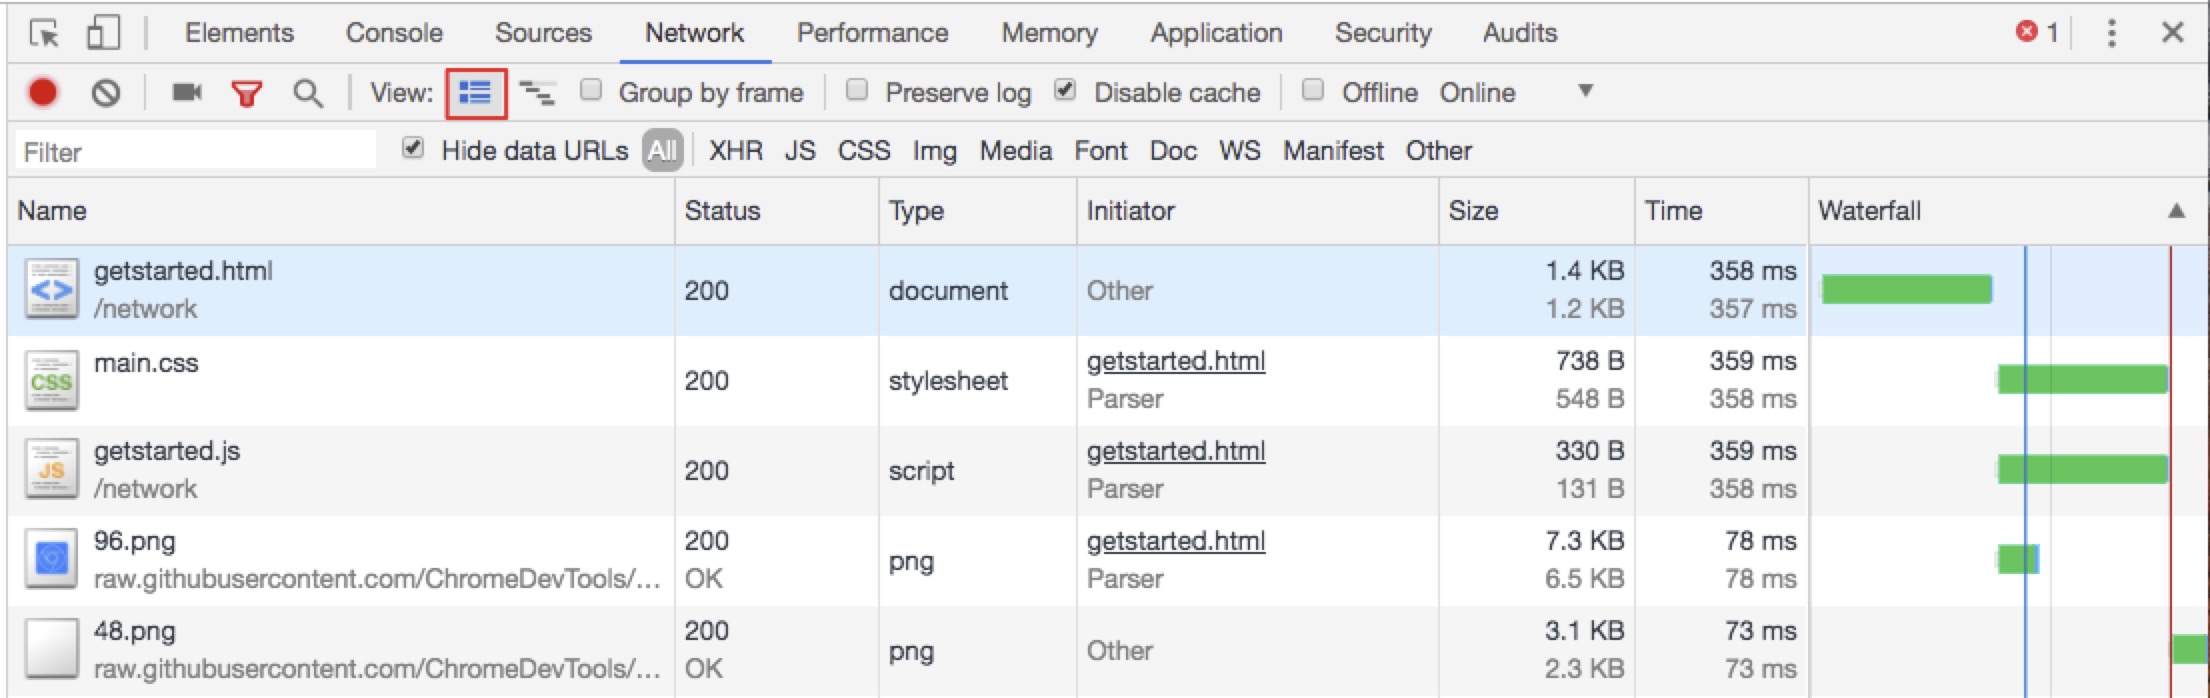 Elements Console Sources Network Performance Memory Application Security Audits 1
View: Group by frame Preserve log Disable cache Offline Online
Filter Hide data URLs All XHR JS CSS Img Media Font Doc WS Manifest Other
Name Status Type Initiator Size Time Waterfall
getstarted.html 1.4 KB 358 ms
200 document Other
/network 1.2 KB 357 ms
main.css getstarted.html 738 B 359 ms
CSS 200 stylesheet
Parser 548 B 358 ms
getstarted.js getstarted.html 330 B 359 ms
JS 200 script
/network Parser 131 B 358 ms
96.png 200 getstarted.html 7.3 KB 78 ms
png
raw.githubusercontent.com/ChromeDevTools/... OK Parser 6.5 KB 78 ms
48.png 200 3.1 KB 73 ms
png Other
raw.githubusercontent.com/ChromeDevTools/... OK 2.3 KB 73 ms